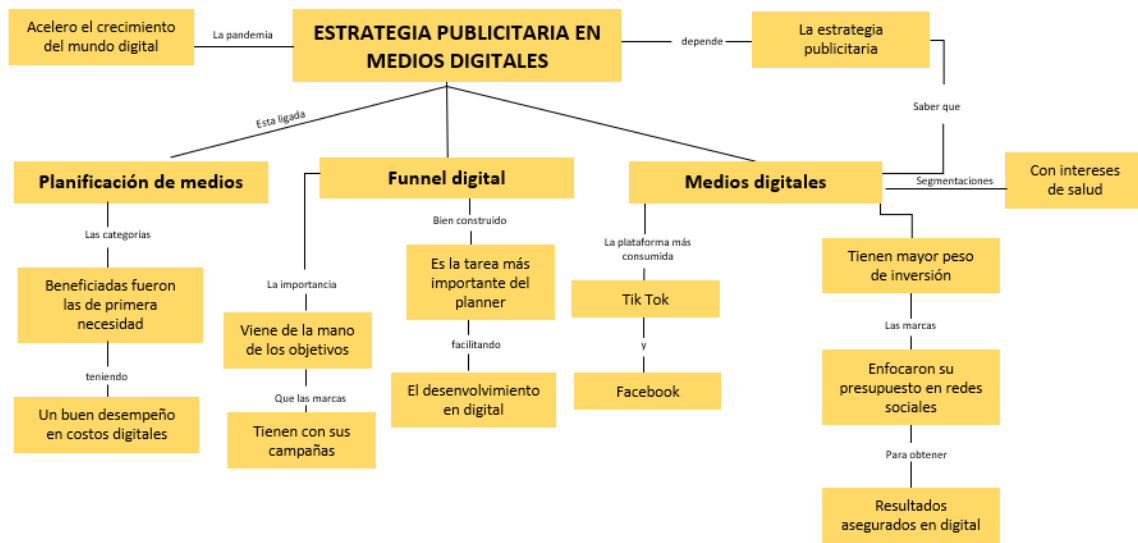 Acelero el crecimiento
del mundo digital
La pandemia
ESTRATEGIA PUBLICITARIA EN
MEDIOS DIGITALES
depende
La estrategia
publicitaria
Saber que
Esta ligada
Planificación de medios
Las categorias
Beneficiadas fueron
las de primera
necesidad
teniendo
Un buen desempeño
en costos digitales
Funnel digital
La importancia
Viene de la mano
de los objetivos
Que las marcas
Tienen con sus
campañas
Bien construido
Es la tarea más
importante del
planner
facilitando
El desenvolvimiento
en digital
Medios digitales
Segmentaciones
Con intereses
de salud
La plataforma más
consumida
Tik Tok
y
Facebook
Tienen mayor peso
de inversión
Las marcas
Enfocaron su
presupuesto en redes
sociales
Para obtener
Resultados
asegurados en digital